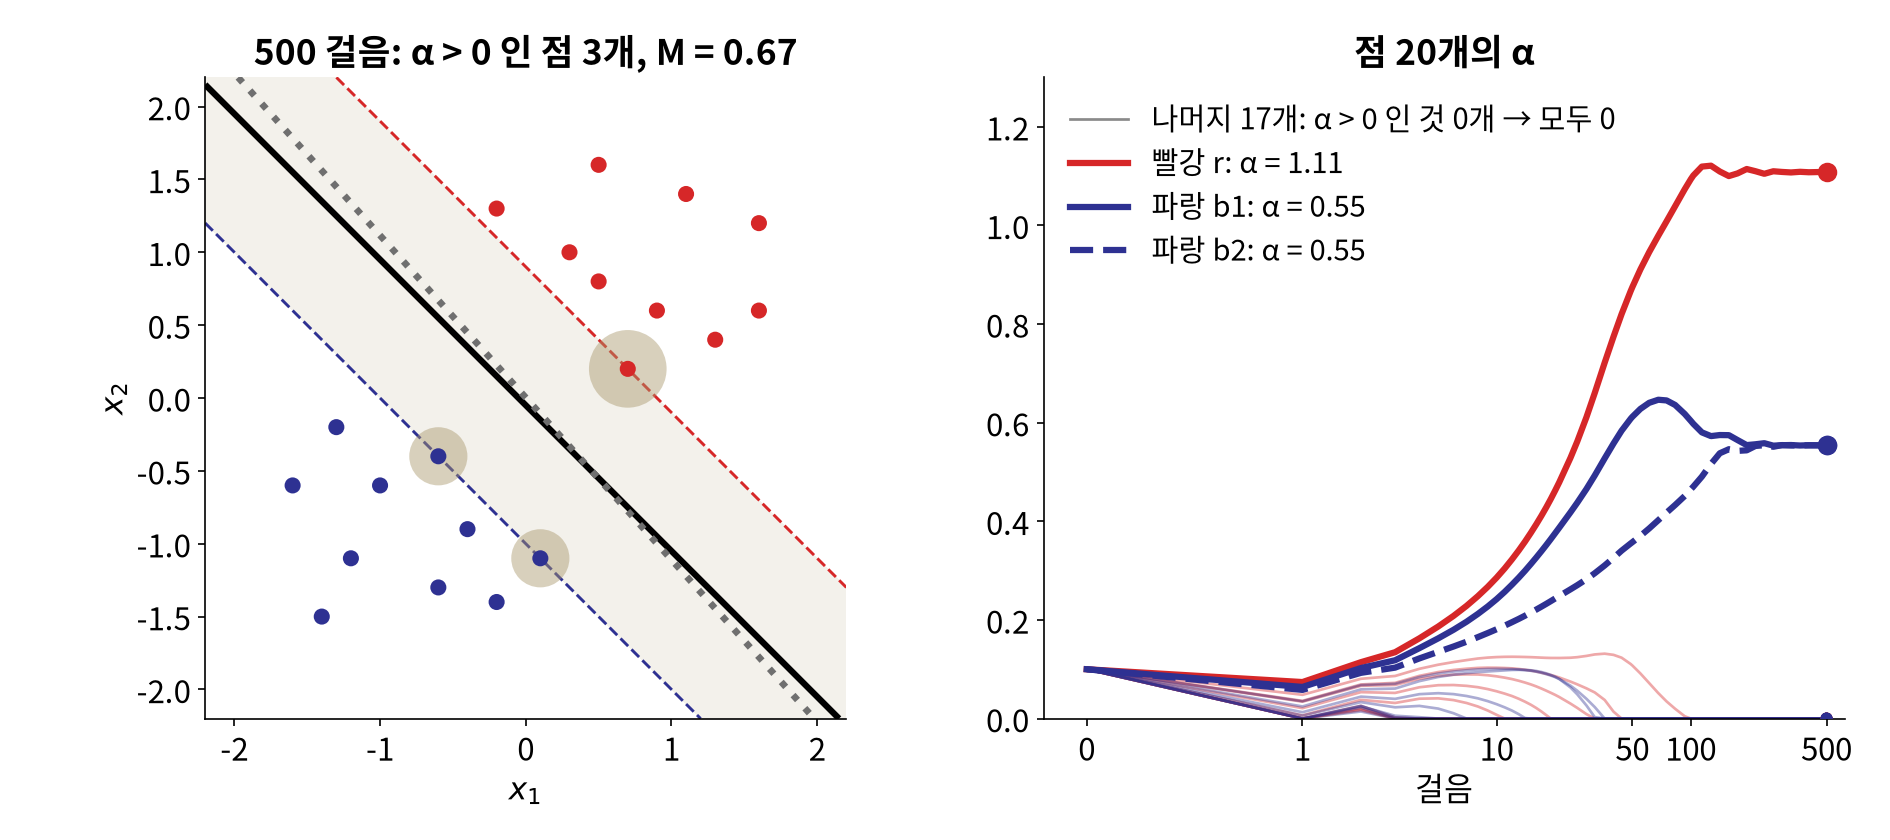 500 걸음: α > 0 인 점 3개, M = 0.67
2.0
1.5
1.0
0.5
0.0
-0.5
-1.0
-1.5
-2.0
x2
-2 -1 0 1 2
x1
점 20개의 α
나머지 17개: α > 0 인 것 0개 → 모두 0
빨강 r: α = 1.11
파랑 b1: α = 0.55
파랑 b2: α = 0.55
1.2
1.0
0.8
0.6
0.4
0.2
0.0
0 1 10 50 100 500
걸음